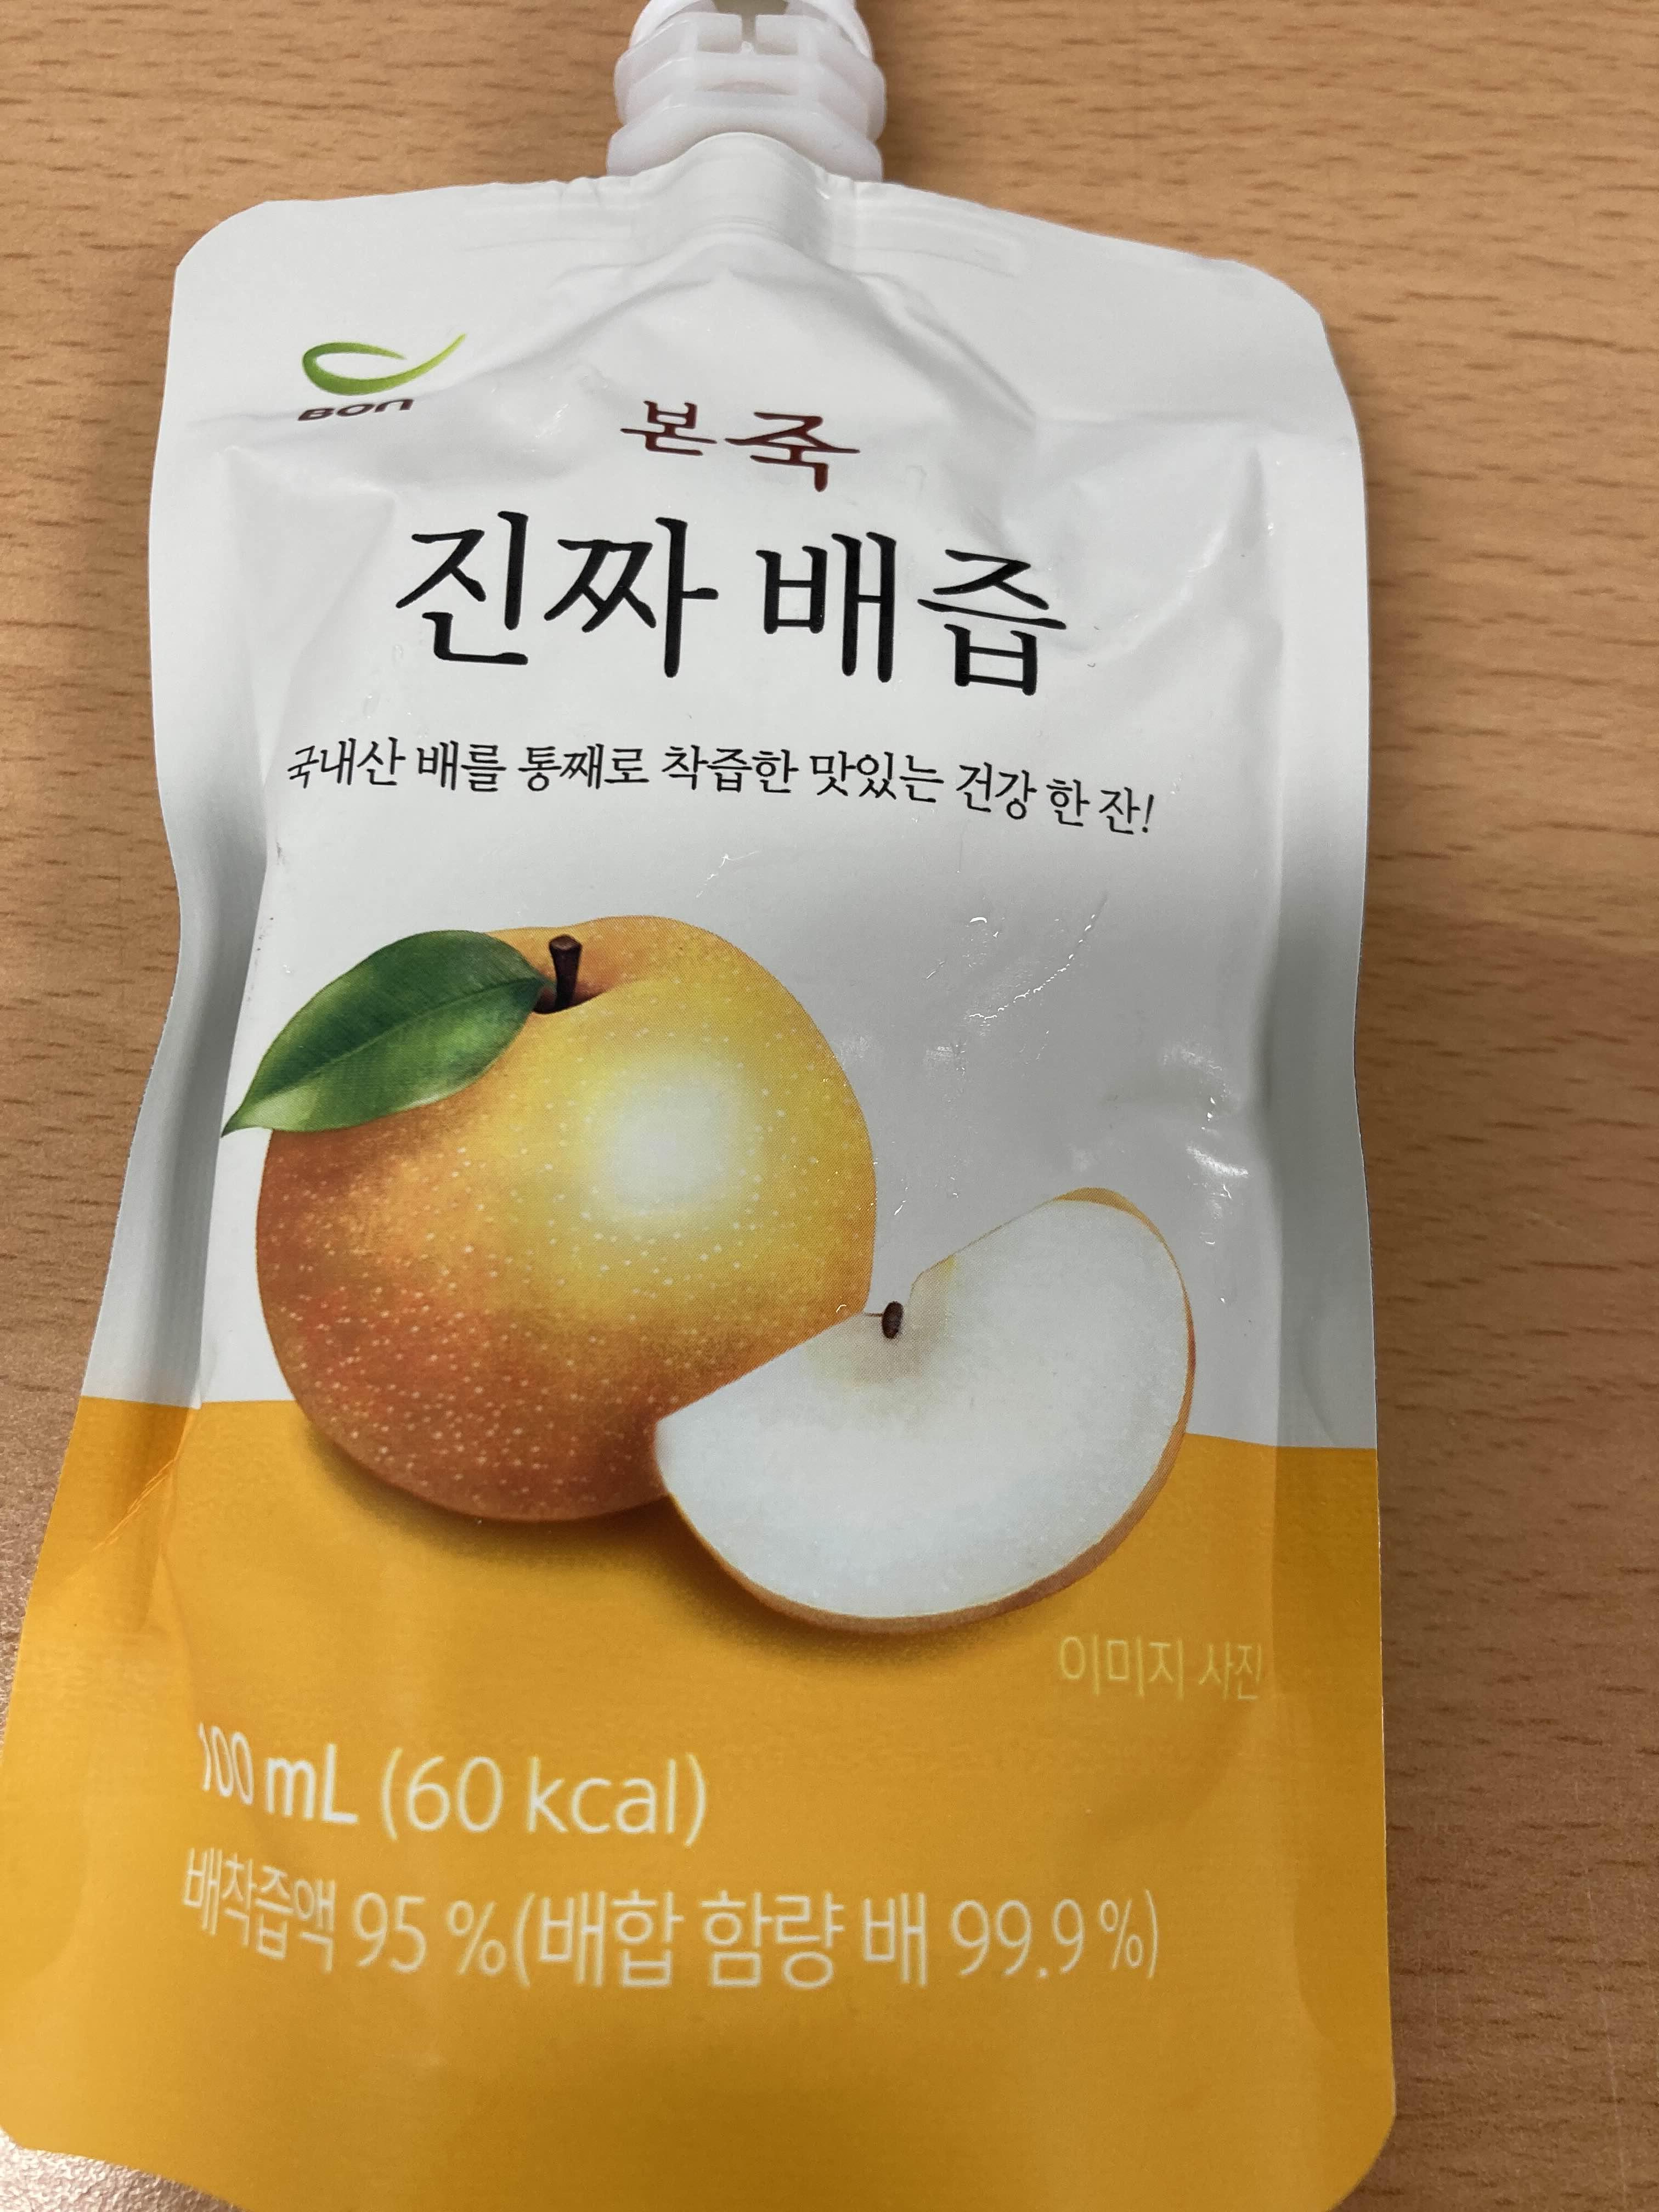 BON
본죽
진짜 배즙
국내산 배를 통째로 착즙한 맛있는 건강 한 잔!
이미지 사진
100 mL (60 kcal)
배착즙액 95 %(배합 함량 배 99.9 %)